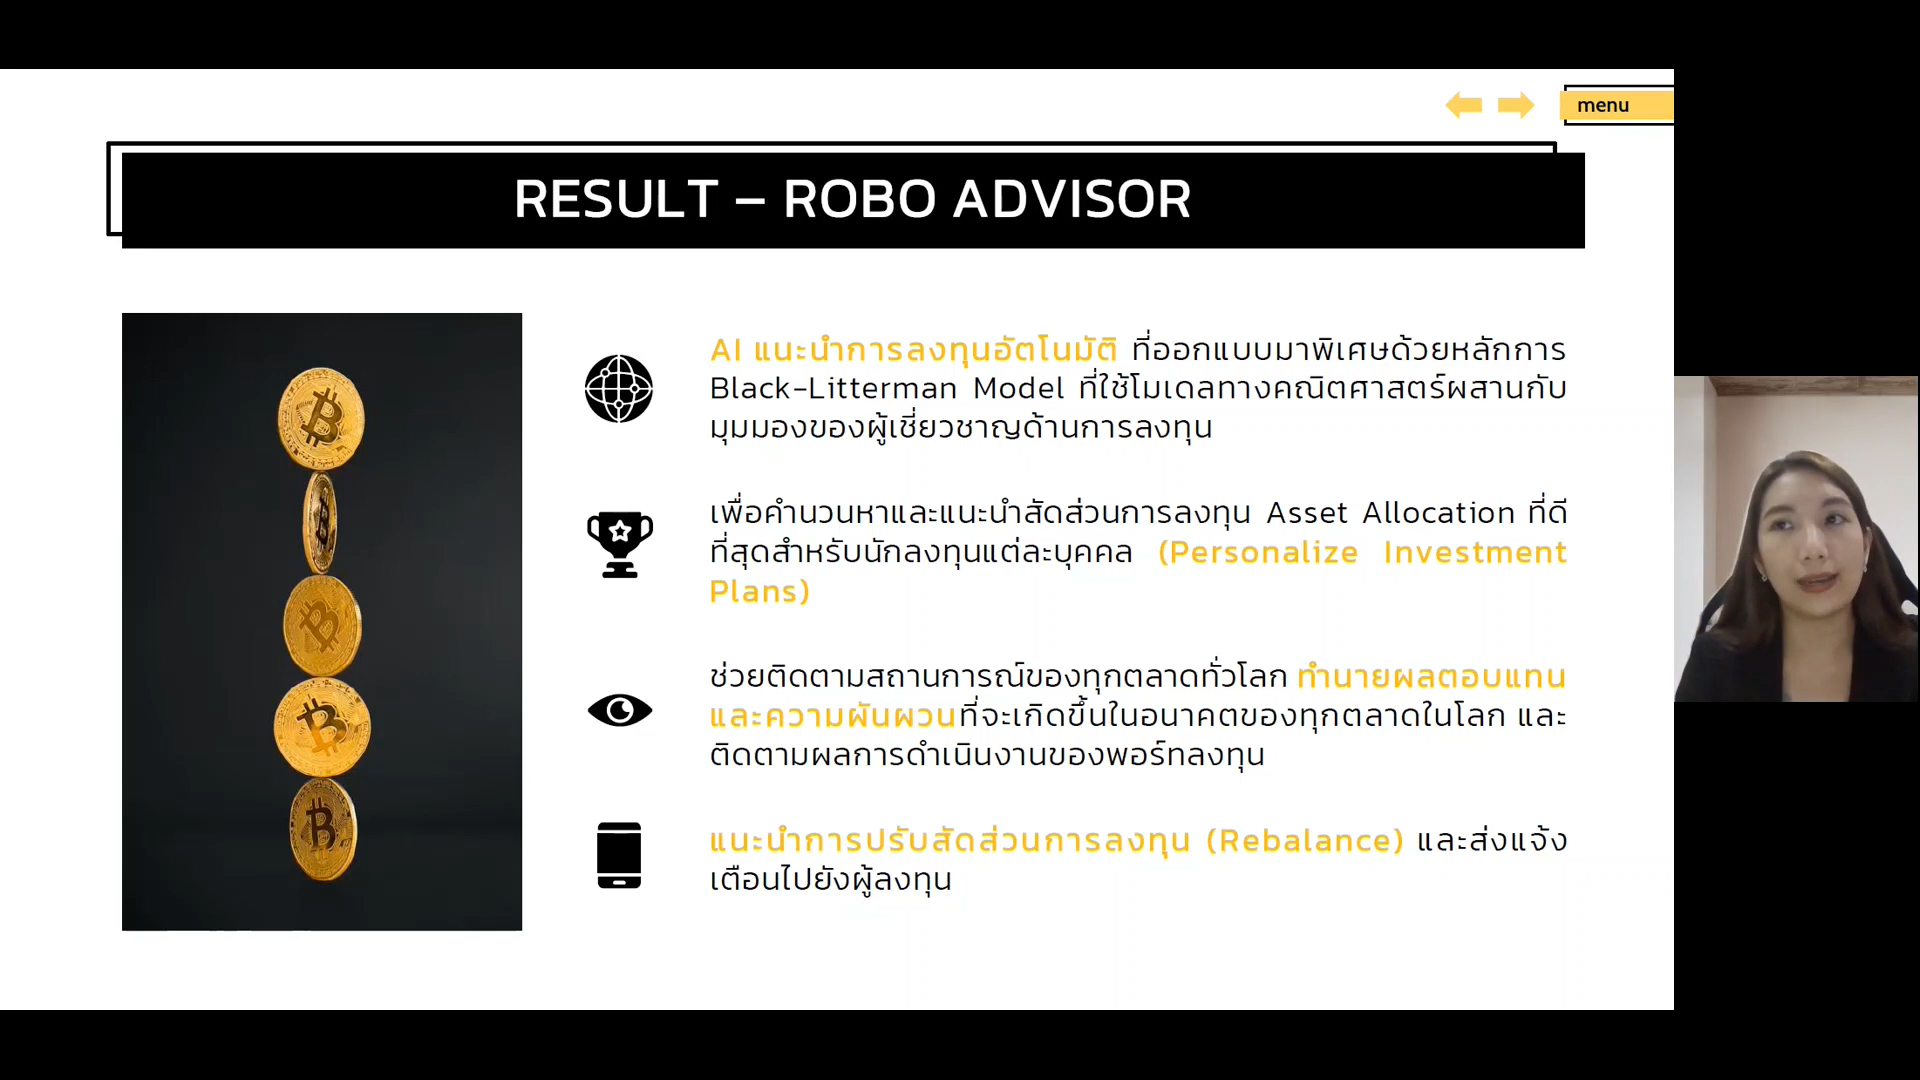 menu
RESULT – ROBO ADVISOR
AI แนะนำการลงทุนอัตโนมัติ ที่ออกแบบมาพิเศษด้วยหลักการ
Black-Litterman Model ที่ใช้โมเดลทางคณิตศาสตร์ผสานกับ
มุมมองของผู้เชี่ยวชาญด้านการลงทุน
เพื่อคำนวนหาและแนะนำสัดส่วนการลงทุน Asset Allocation ที่ดี
ที่สุดสำหรับนักลงทุนแต่ละบุคคล (Personalize Investment
Plans)
ช่วยติดตามสถานการณ์ของทุกตลาดทั่วโลก ทำนายผลตอบแทน
และความผันผวนที่จะเกิดขึ้นในอนาคตของทุกตลาดในโลก และ
ติดตามผลการดำเนินงานของพอร์ทลงทุน
แนะนำการปรับสัดส่วนการลงทุน (Rebalance) และส่งแจ้ง
เตือนไปยังผู้ลงทุน